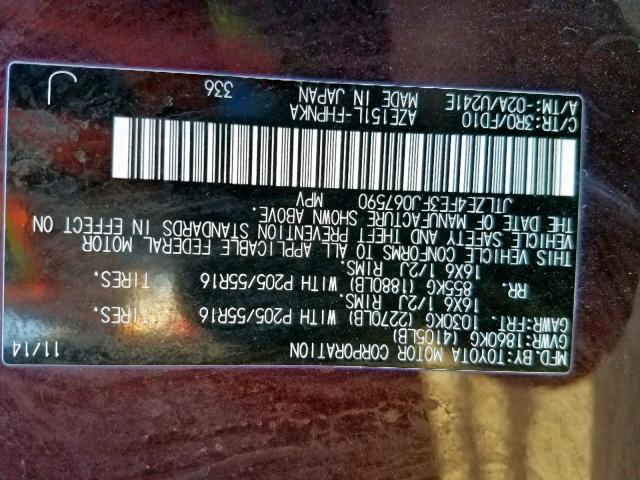 MFD. BY: TOYOTA MOTOR CORPORATION 11/14
GVWR: 1860KG (4105LB)
GAWR: FRT. 1030KG (2270LB) WITH P205/55R16 TIRES.
16X6 1/2J RIMS.
RR. 855KG (1880LB) WITH P205/55R16 TIRES.
16X6 1/2J RIMS.
THIS VEHICLE CONFORMS TO ALL APPLICABLE FEDERAL MOTOR
VEHICLE SAFETY AND THEFT PREVENTION STANDARDS IN EFFECT ON
THE DATE OF MANUFACTURE SHOWN ABOVE.
JTLZE4FE3FJ067590 MPV
C/TR: 3R0/FD10 AZE151L-FHPNKA 336
A/TM: -02A/U241E MADE IN JAPAN